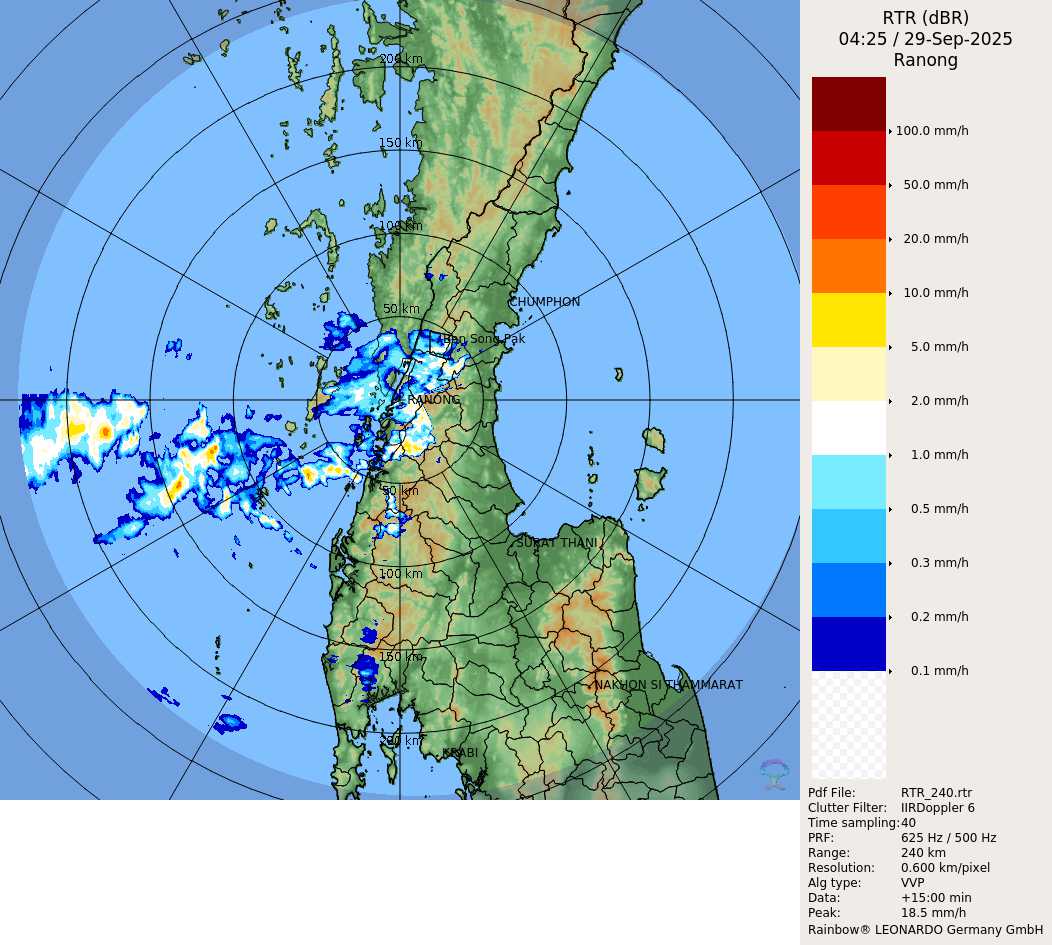 RTR (dBR)
04:25 / 29-Sep-2025
Ranong
200 km
150 km
100 km
50 km
CHUMPHON
Ban Song Pak
RANONG
50 km
SURAT THANI
100 km
150 km
NAKHON SI THAMMARAT
200 km
KRABI
100.0 mm/h
50.0 mm/h
20.0 mm/h
10.0 mm/h
5.0 mm/h
2.0 mm/h
1.0 mm/h
0.5 mm/h
0.3 mm/h
0.2 mm/h
0.1 mm/h
Pdf File: RTR_240.rtr
Clutter Filter: IIRDoppler 6
Time sampling:40
PRF: 625 Hz / 500 Hz
Range: 240 km
Resolution: 0.600 km/pixel
Alg type: VVP
Data: +15:00 min
Peak: 18.5 mm/h
Rainbow® LEONARDO Germany GmbH